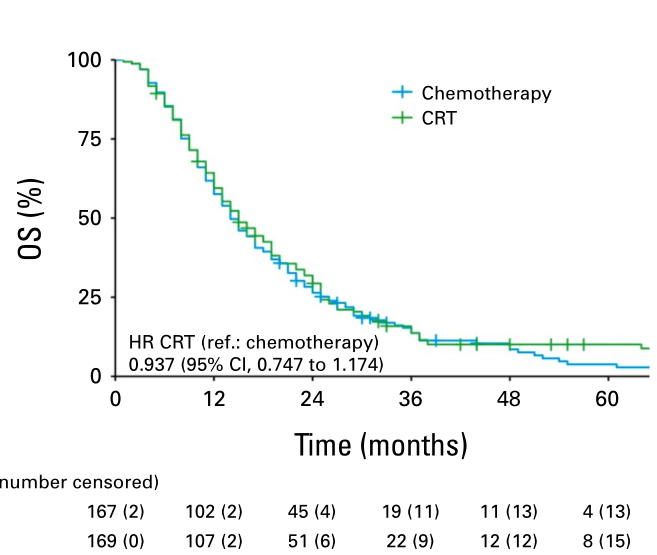 100
75
50
25
0
OS (%)
Chemotherapy
CRT
HR CRT (ref.: chemotherapy)
0.937 (95% CI, 0.747 to 1.174)
0 12 24 36 48 60
Time (months)
number censored)
167 (2) 102 (2) 45 (4) 19 (11) 11 (13) 4 (13)
169 (0) 107 (2) 51 (6) 22 (9) 12 (12) 8 (15)